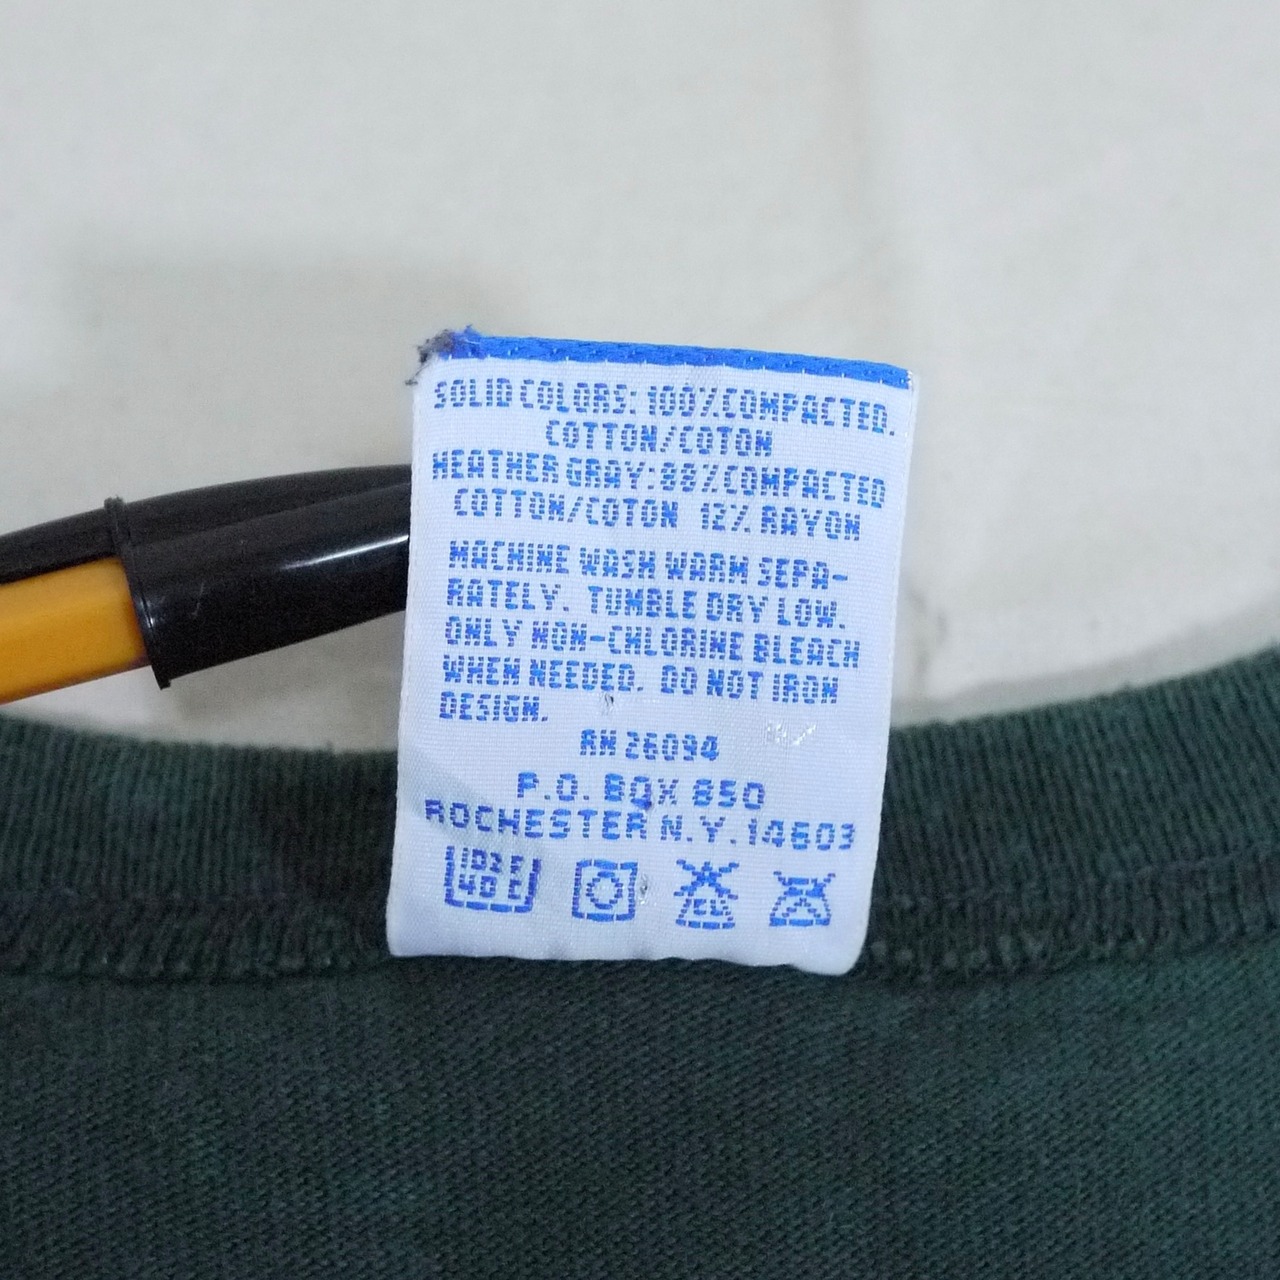 SOLID COLORS: 100% COMPACTED.
COTTON/COTON
HEATHER GRAY: 88% COMPACTED
COTTON/COTON 12% RAYON
MACHINE WASH WARM SEPA-
RATELY. TUMBLE DRY LOW.
ONLY NON-CHLORINE BLEACH
WHEN NEEDED. DO NOT IRON
DESIGN.
RN 26094
P.O. BOX 850
ROCHESTER N.Y. 14603